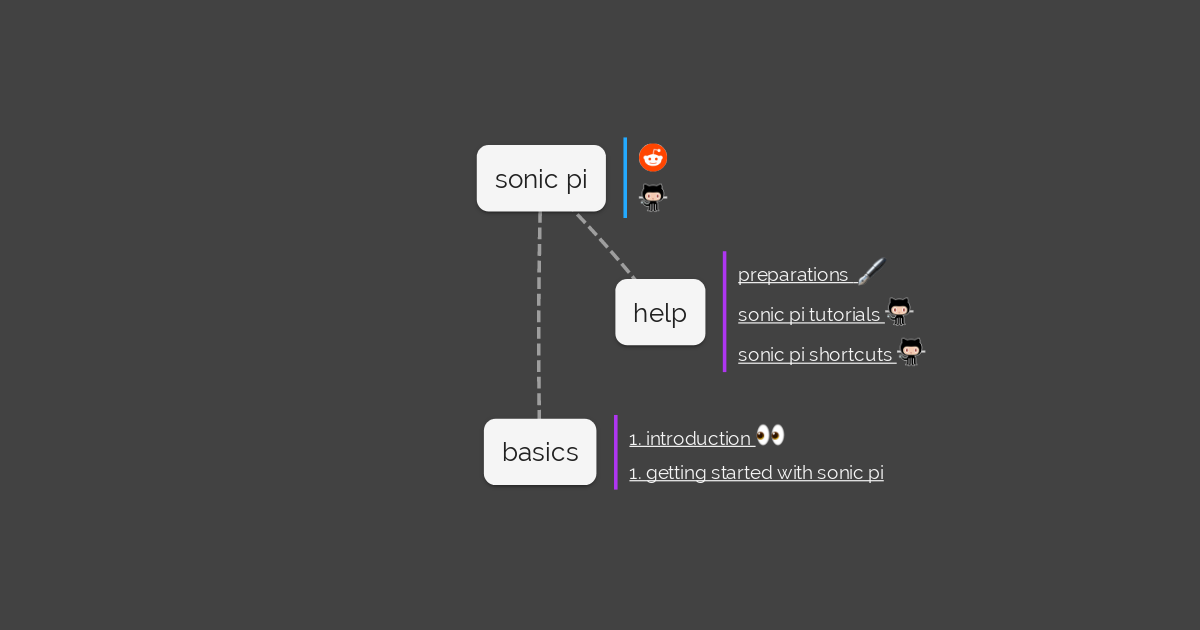 sonic pi
help
preparations
sonic pi tutorials
sonic pi shortcuts
basics
1. introduction
1. getting started with sonic pi